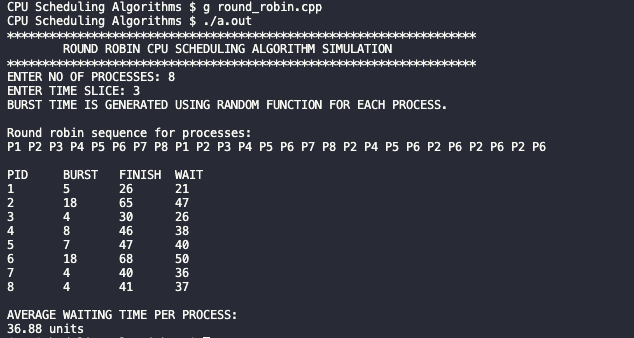 CPU Scheduling Algorithms $ g round_robin.cpp
CPU Scheduling Algorithms $ ./a.out
*******************************************************************
ROUND ROBIN CPU SCHEDULING ALGORITHM SIMULATION
*******************************************************************
ENTER NO OF PROCESSES: 8
ENTER TIME SLICE: 3
BURST TIME IS GENERATED USING RANDOM FUNCTION FOR EACH PROCESS.
Round robin sequence for processes:
P1 P2 P3 P4 P5 P6 P7 P8 P1 P2 P3 P4 P5 P6 P7 P8 P2 P4 P5 P6 P2 P6 P2 P6 P2 P6
PID BURST FINISH WAIT
1 5 26 21
2 18 65 47
3 4 30 26
4 8 46 38
5 7 47 40
6 18 68 50
7 4 40 36
8 4 41 37
AVERAGE WAITING TIME PER PROCESS:
36.88 units